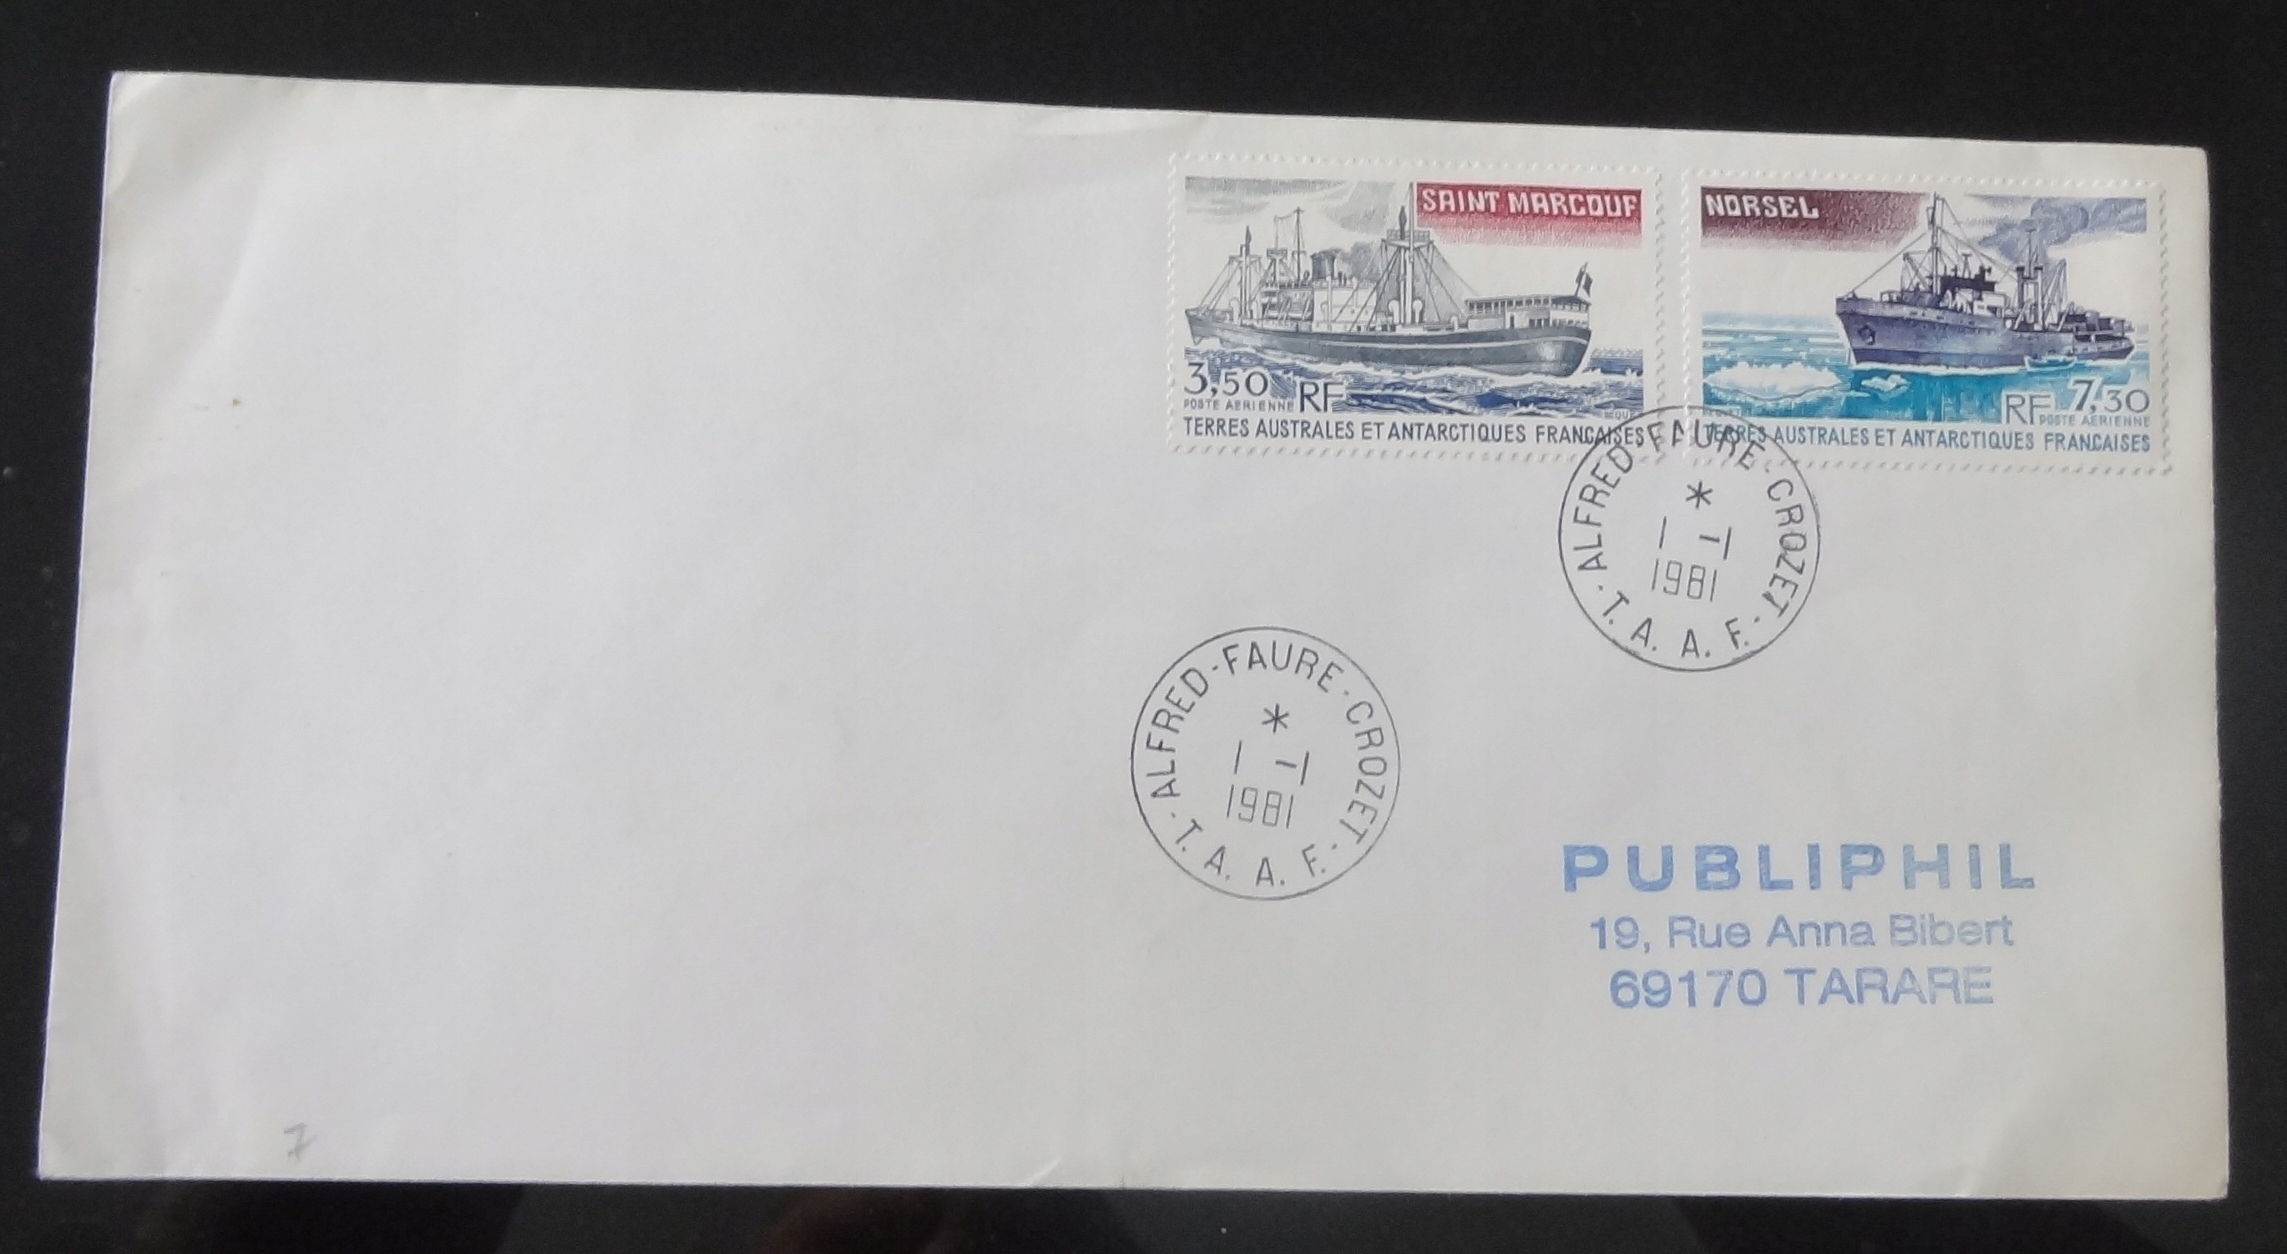 SAINT MARCOUF
3,50 RF
POSTE AERIENNE
TERRES AUSTRALES ET ANTARCTIQUES FRANÇAISES
NORSEL
RF 7,30
POSTE AERIENNE
TERRES AUSTRALES ET ANTARCTIQUES FRANÇAISES
ALFRED-FAURE-CROZET
*
1 -1
1981
T. A. A. F.
ALFRED-FAURE-CROZET
*
1 -1
1981
T. A. A. F.
PUBLIPHIL
19, Rue Anna Bibert
69170 TARARE
7